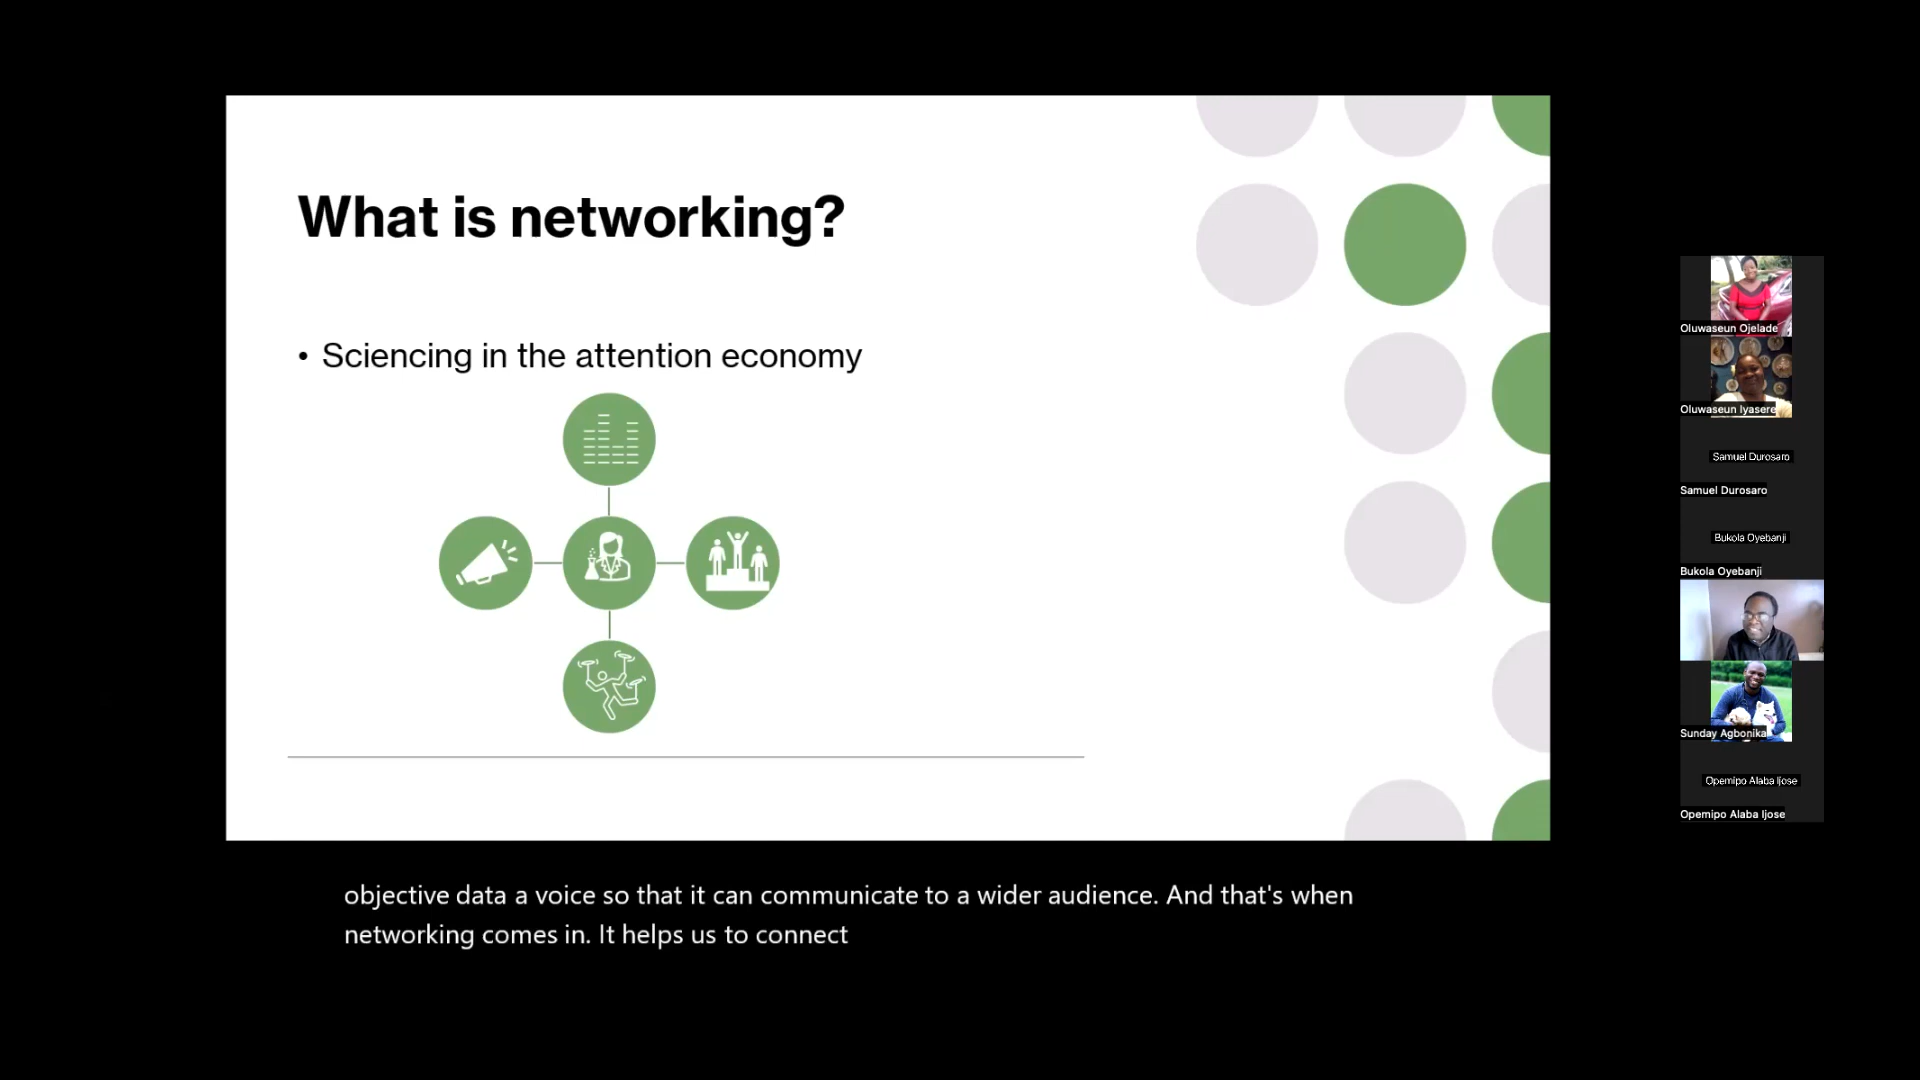 What is networking?
• Sciencing in the attention economy
Oluwaseun Ojelade
Oluwaseun Iyasere
Samuel Durosaro
Samuel Durosaro
Bukola Oyebanji
Bukola Oyebanji
Sunday Agbonika
Opemipo Alaba Ijose
Opemipo Alaba Ijose
objective data a voice so that it can communicate to a wider audience. And that's when
networking comes in. It helps us to connect